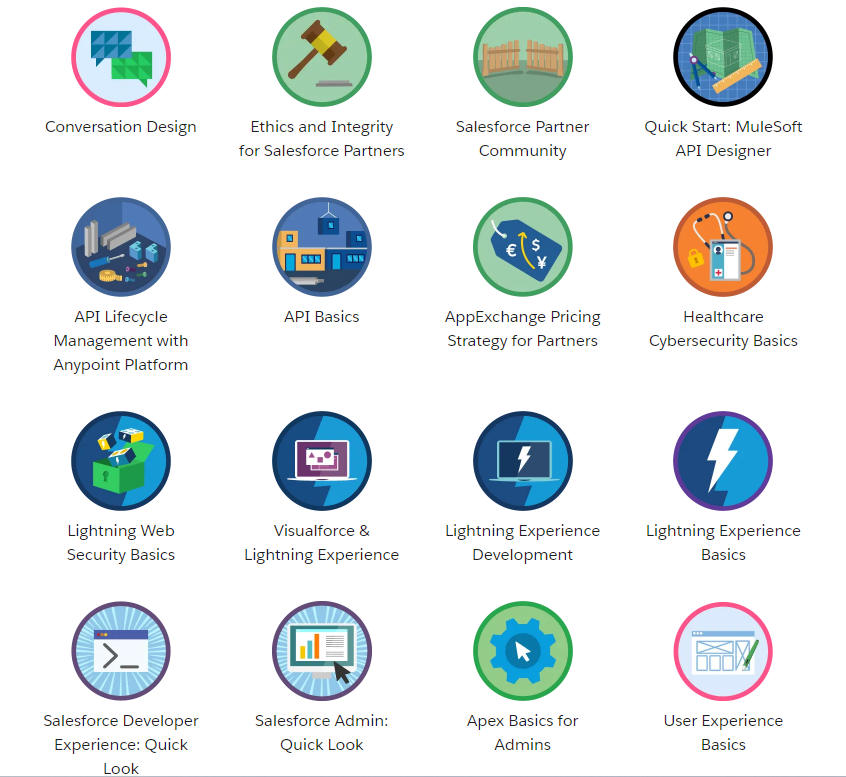 Conversation Design
Ethics and Integrity
for Salesforce Partners
Salesforce Partner
Community
Quick Start: MuleSoft
API Designer
€ $
¥
API Lifecycle
Management with
Anypoint Platform
API Basics
AppExchange Pricing
Strategy for Partners
Healthcare
Cybersecurity Basics
Lightning Web
Security Basics
Visualforce &
Lightning Experience
Lightning Experience
Development
Lightning Experience
Basics
Salesforce Developer
Experience: Quick
Look
Salesforce Admin:
Quick Look
Apex Basics for
Admins
User Experience
Basics